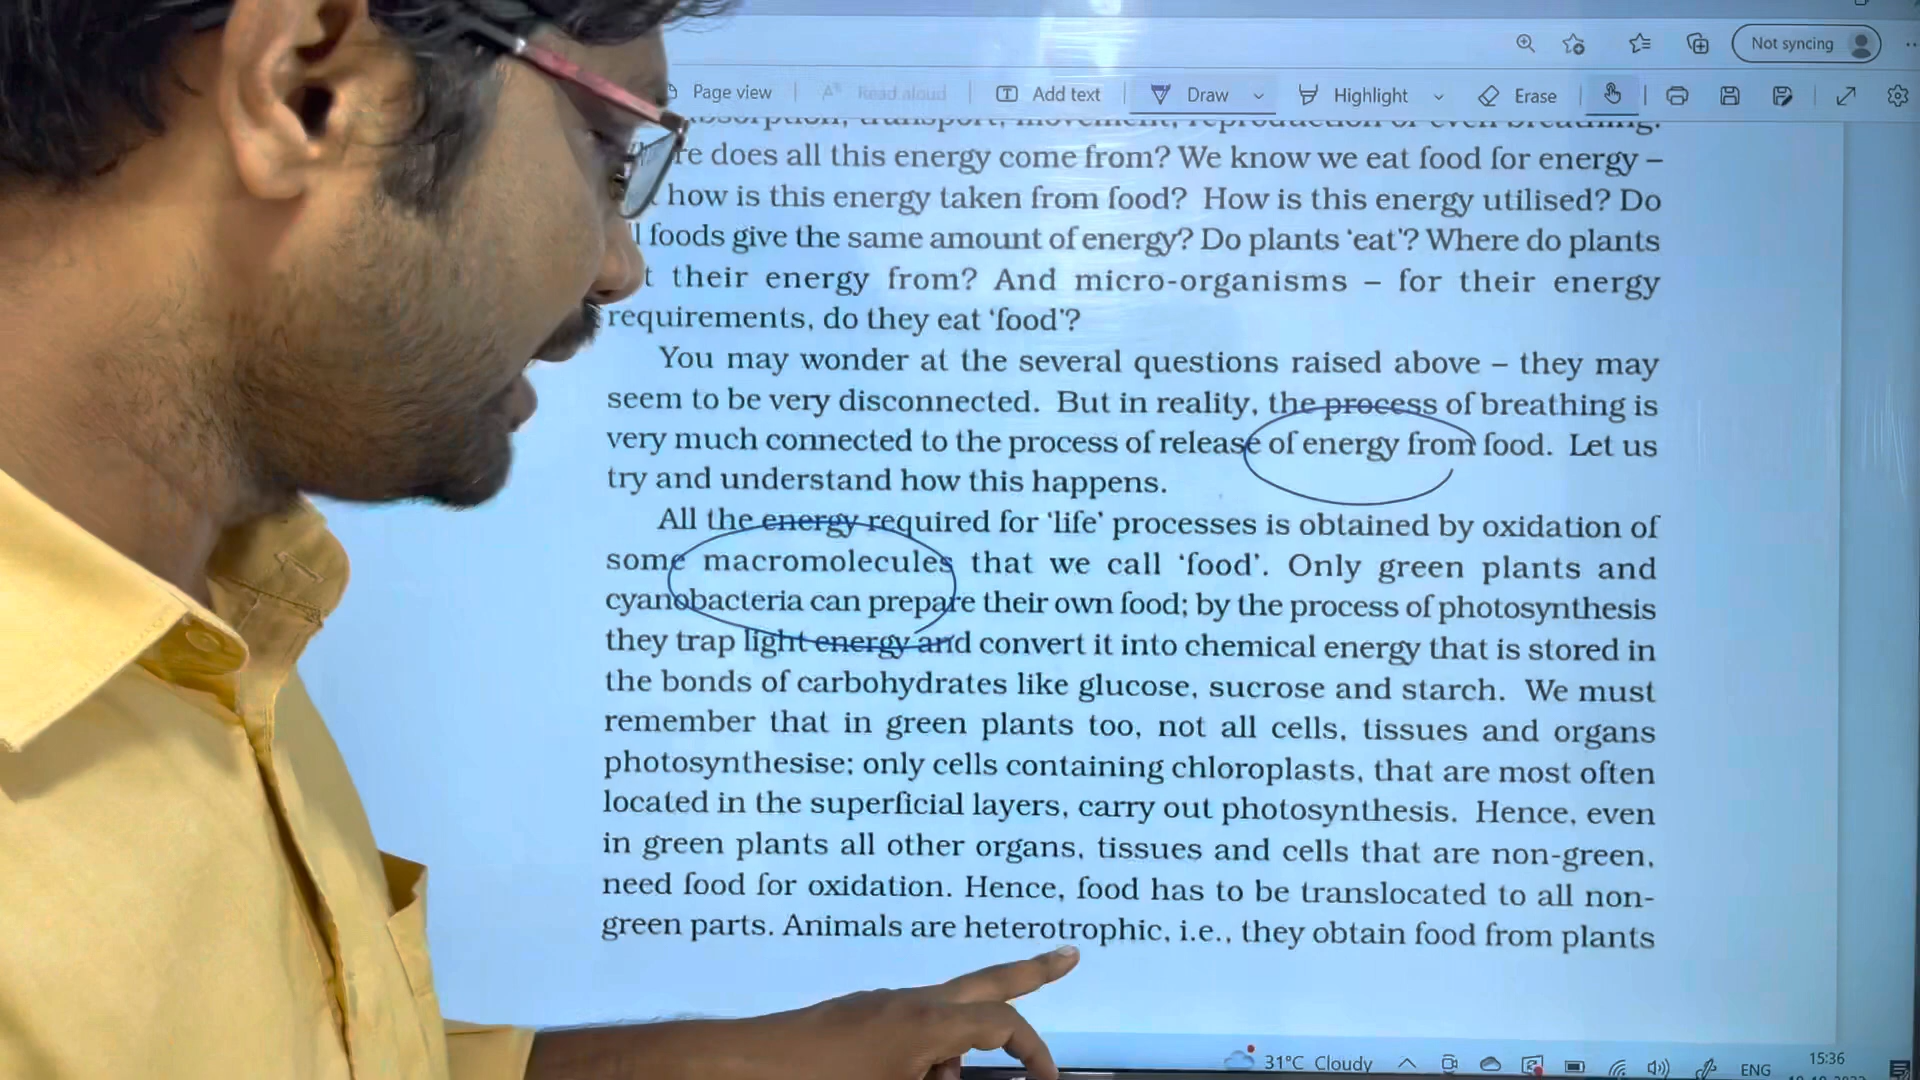 Not syncing
Page view Read aloud Add text Draw Highlight Erase
absorption, transport, movement, reproduction or even breathing.
re does all this energy come from? We know we eat food for energy –
how is this energy taken from food? How is this energy utilised? Do
l foods give the same amount of energy? Do plants ‘eat’? Where do plants
t their energy from? And micro-organisms – for their energy
requirements, do they eat ‘food’?
You may wonder at the several questions raised above – they may
seem to be very disconnected. But in reality, the process of breathing is
very much connected to the process of release of energy from food. Let us
try and understand how this happens.
All the energy required for ‘life’ processes is obtained by oxidation of
some macromolecules that we call ‘food’. Only green plants and
cyanobacteria can prepare their own food; by the process of photosynthesis
they trap light energy and convert it into chemical energy that is stored in
the bonds of carbohydrates like glucose, sucrose and starch. We must
remember that in green plants too, not all cells, tissues and organs
photosynthesise; only cells containing chloroplasts, that are most often
located in the superficial layers, carry out photosynthesis. Hence, even
in green plants all other organs, tissues and cells that are non-green,
need food for oxidation. Hence, food has to be translocated to all non-
green parts. Animals are heterotrophic, i.e., they obtain food from plants
31°C Cloudy ENG 15:36